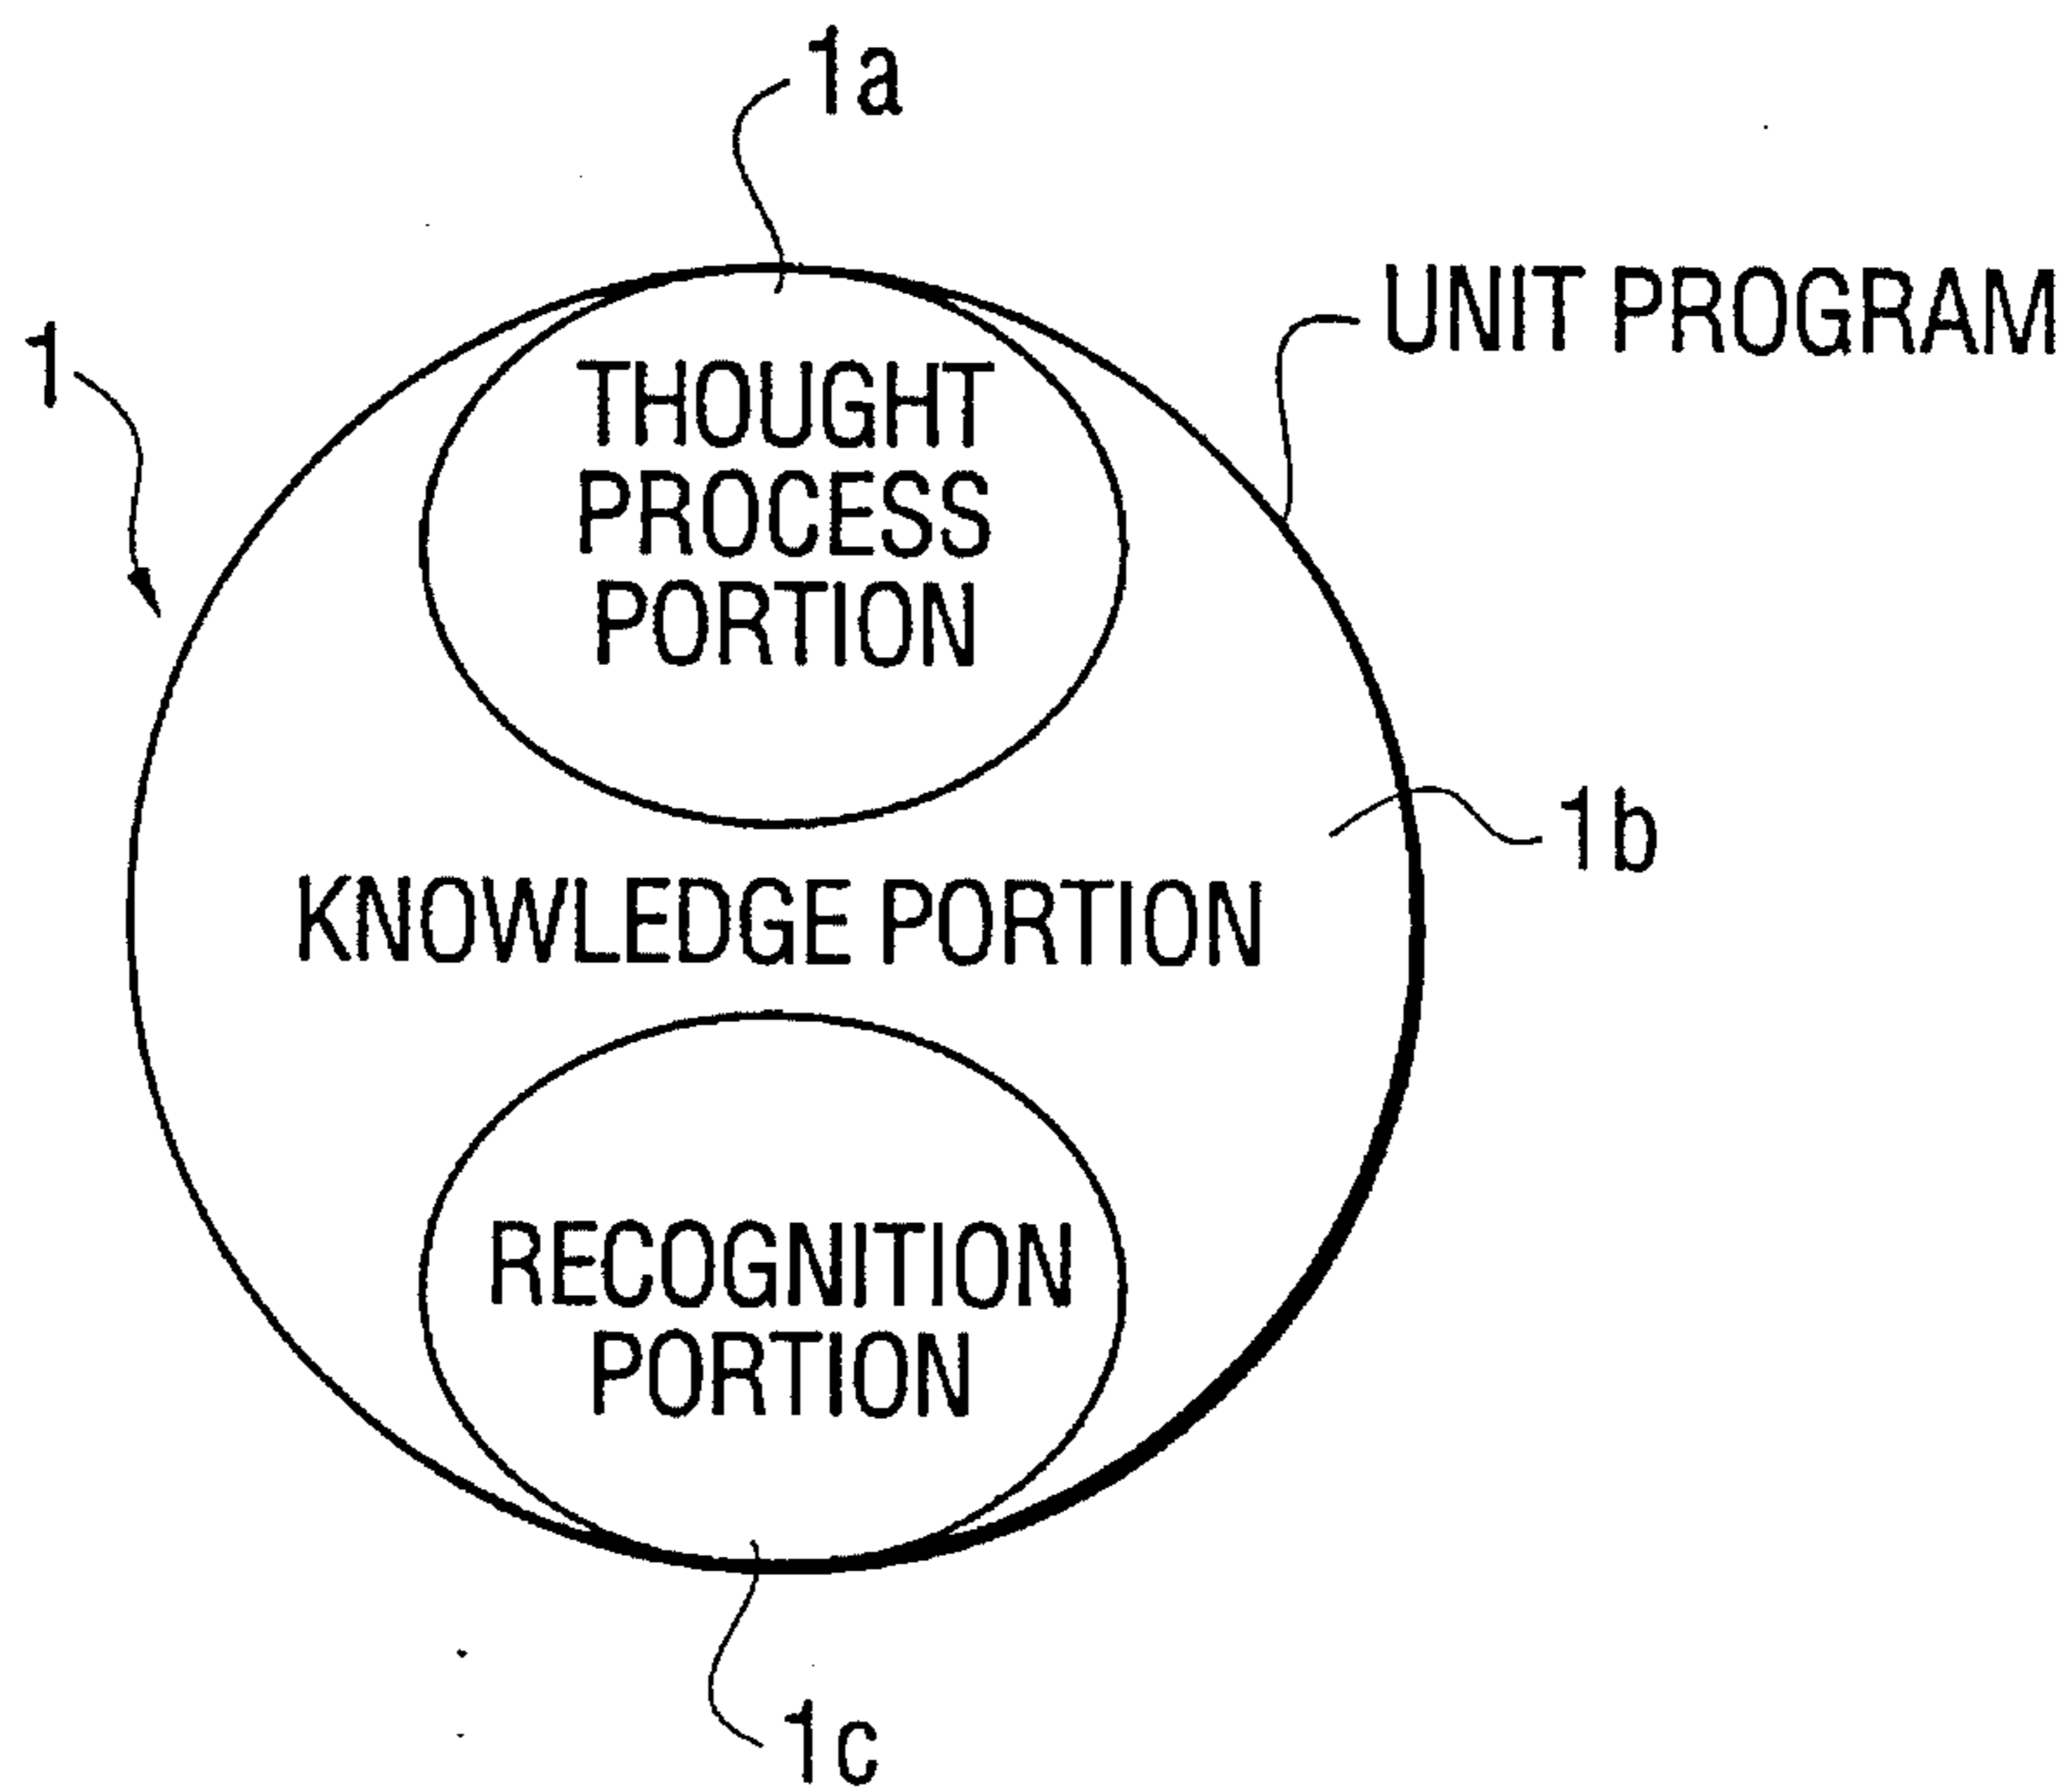 1a
UNIT PROGRAM
1
THOUGHT
PROCESS
PORTION
1b
KNOWLEDGE PORTION
RECOGNITION
PORTION
1c